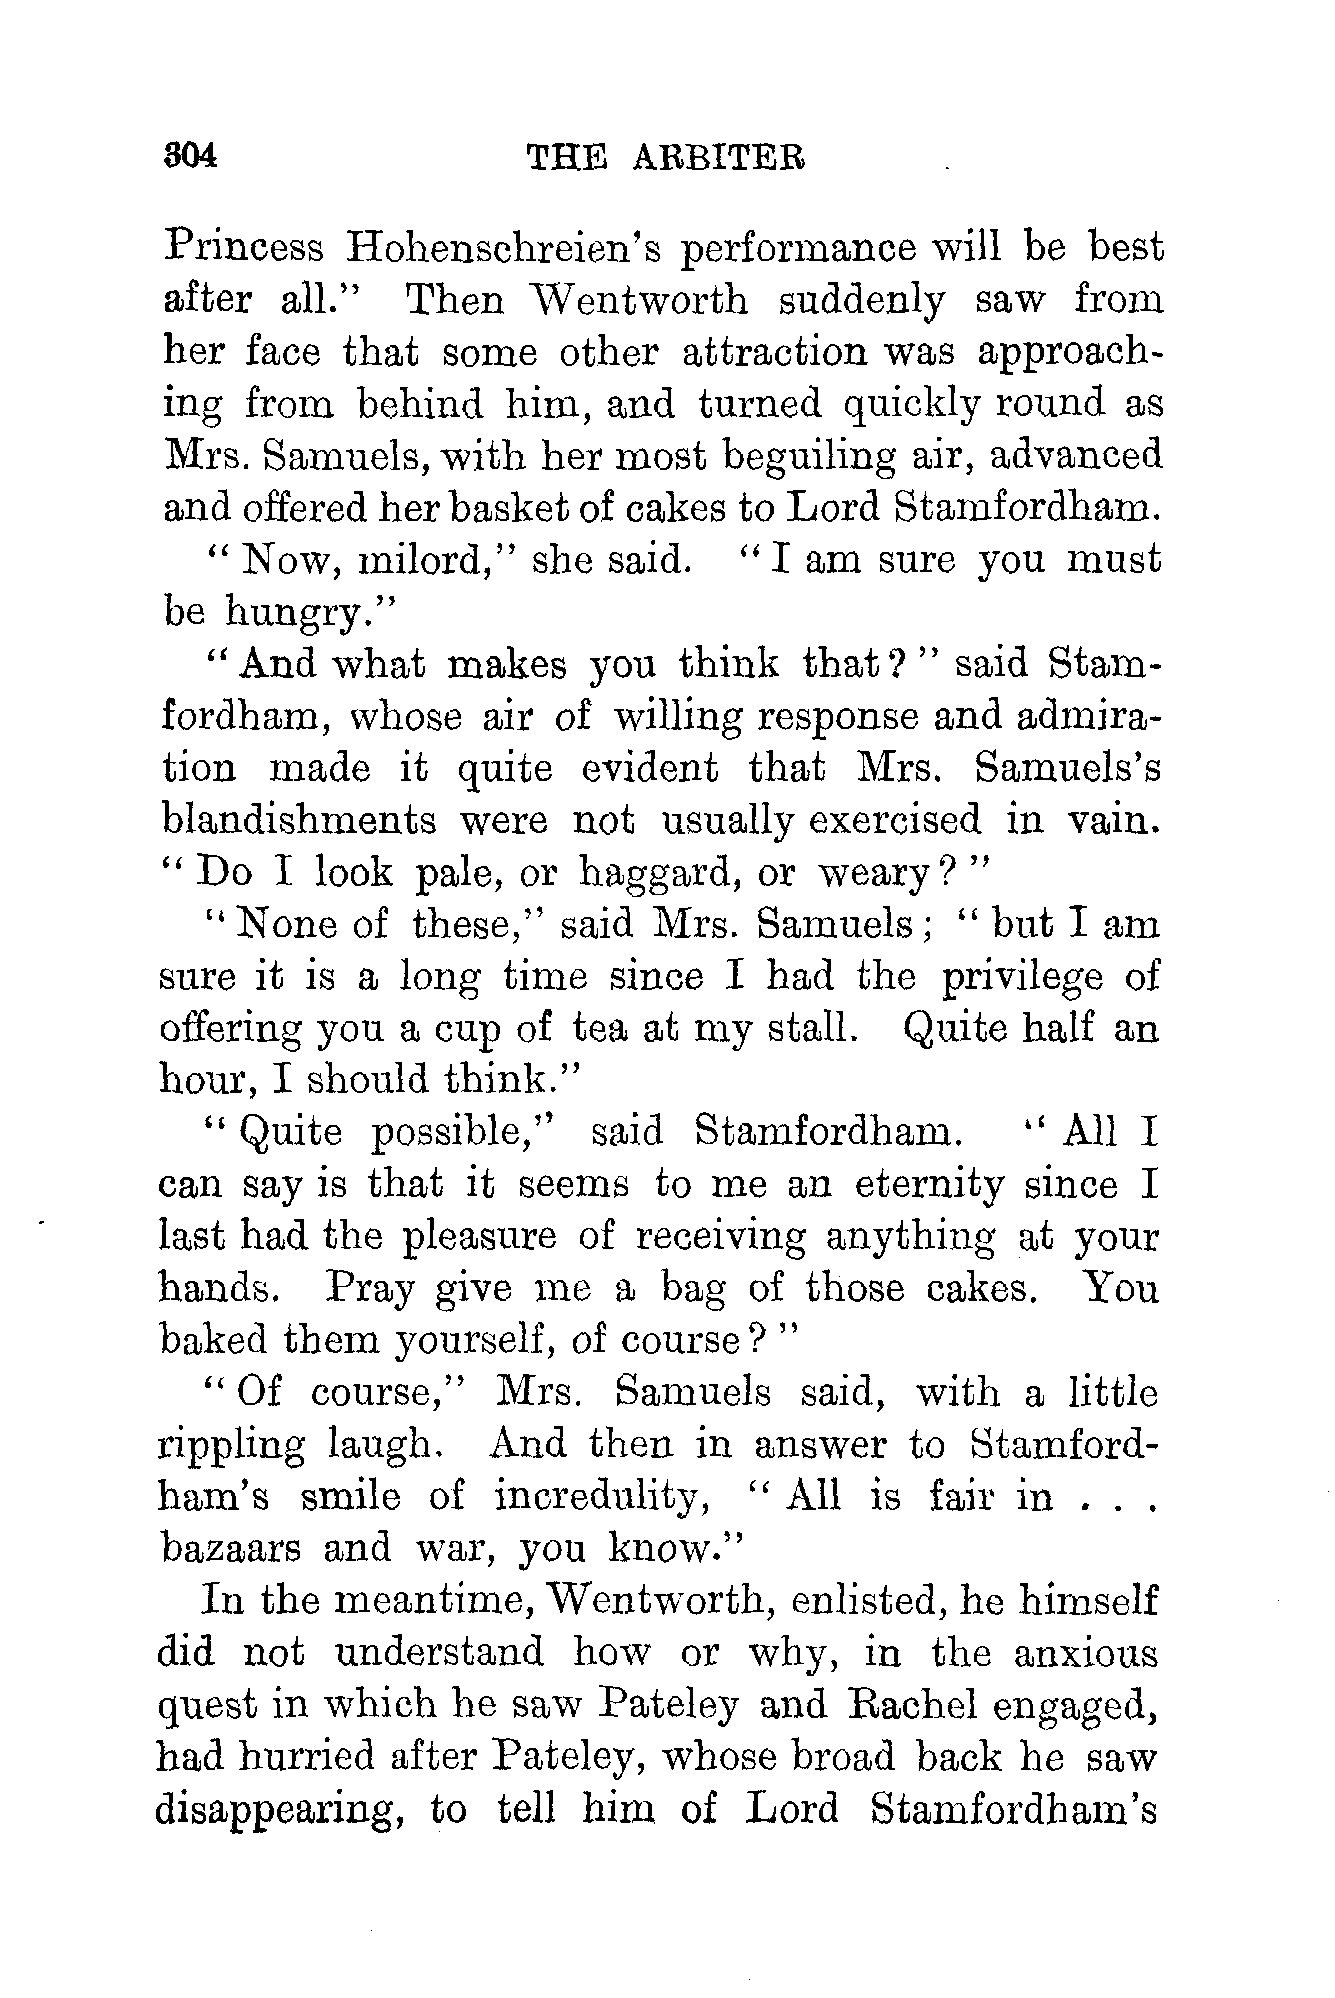 304 THE ARBITER
Princess Hohenschreien's performance will be best
after all." Then Wentworth suddenly saw from
her face that some other attraction was approach-
ing from behind him, and turned quickly round as
Mrs. Samuels, with her most beguiling air, advanced
and offered her basket of cakes to Lord Stamfordham.
" Now, milord," she said. " I am sure you must
be hungry."
" And what makes you think that? " said Stam-
fordham, whose air of willing response and admira-
tion made it quite evident that Mrs. Samuels's
blandishments were not usually exercised in vain.
" Do I look pale, or haggard, or weary? "
" None of these," said Mrs. Samuels; " but I am
sure it is a long time since I had the privilege of
offering you a cup of tea at my stall. Quite half an
hour, I should think."
" Quite possible," said Stamfordham. " All I
can say is that it seems to me an eternity since I
last had the pleasure of receiving anything at your
hands. Pray give me a bag of those cakes. You
baked them yourself, of course? "
" Of course," Mrs. Samuels said, with a little
rippling laugh. And then in answer to Stamford-
ham's smile of incredulity, " All is fair in . . .
bazaars and war, you know."
In the meantime, Wentworth, enlisted, he himself
did not understand how or why, in the anxious
quest in which he saw Pateley and Rachel engaged,
had hurried after Pateley, whose broad back he saw
disappearing, to tell him of Lord Stamfordham's